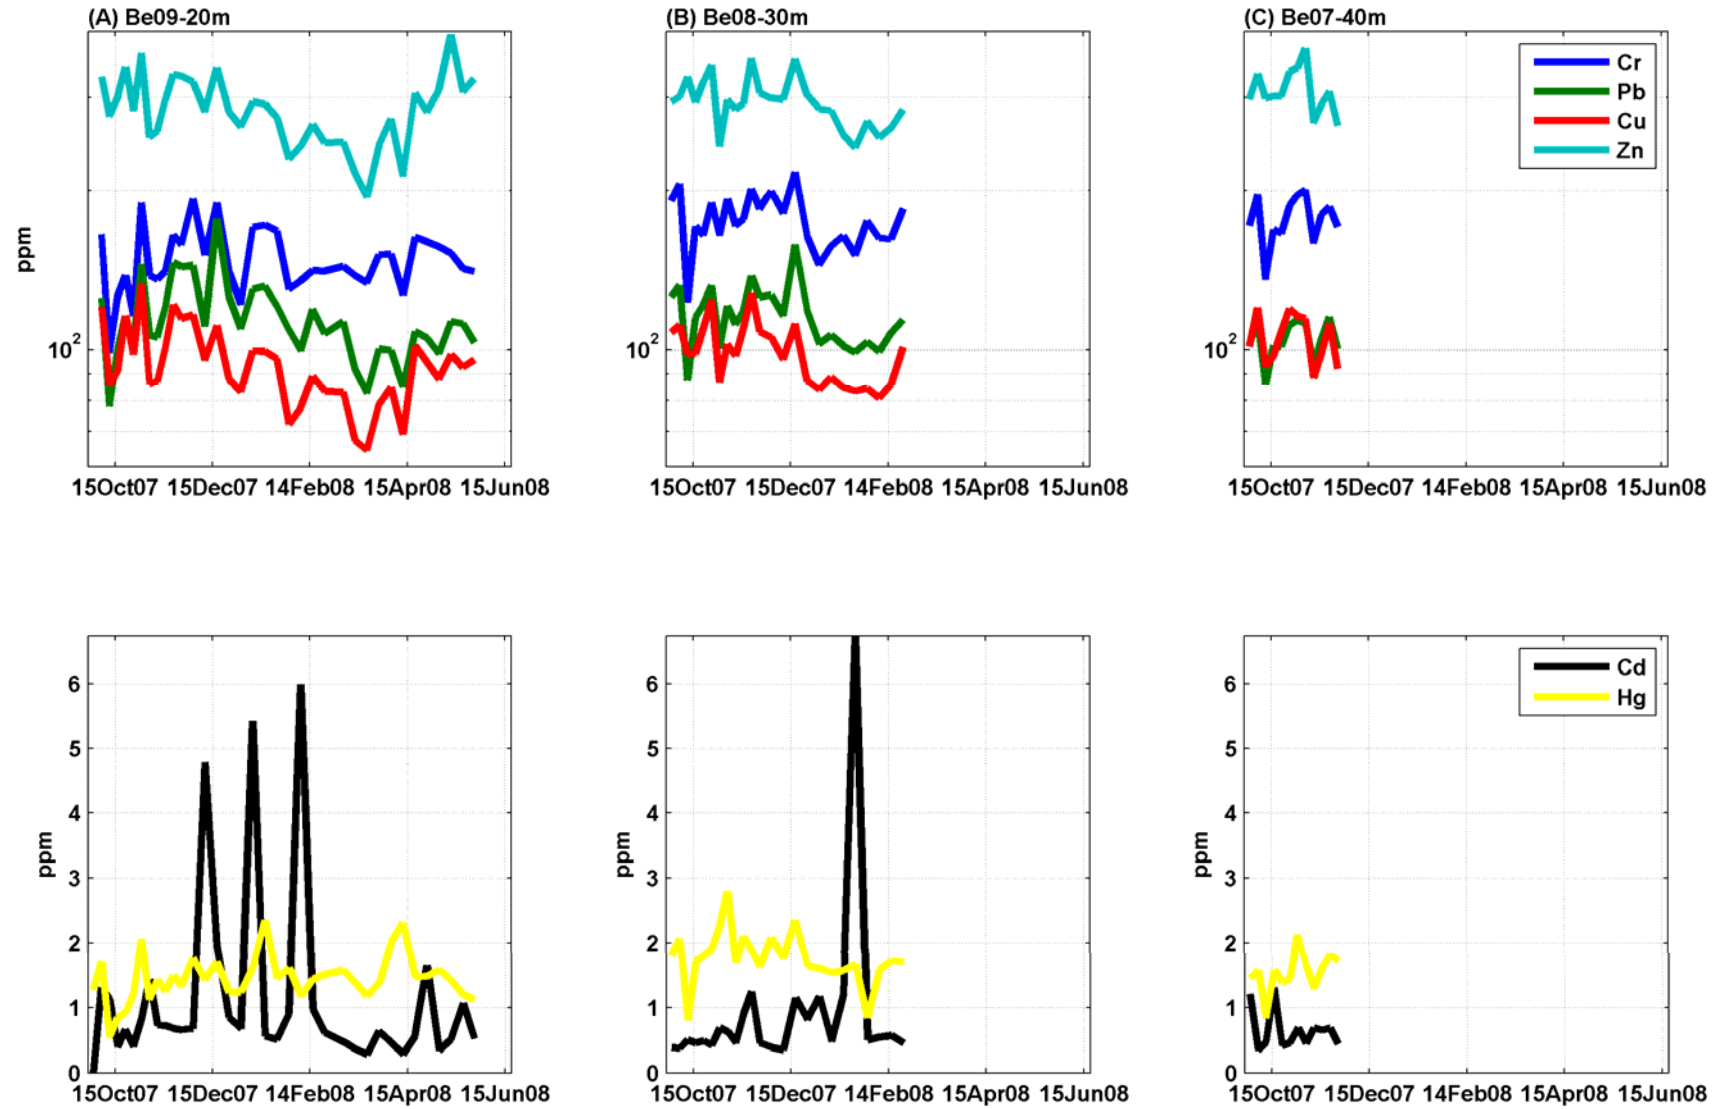 (A) Be09-20m
(B) Be08-30m
(C) Be07-40m
Cr
Pb
Cu
Zn
ppm
10^2
10^2
10^2
15Oct07 15Dec07 14Feb08 15Apr08 15Jun08
15Oct07 15Dec07 14Feb08 15Apr08 15Jun08
15Oct07 15Dec07 14Feb08 15Apr08 15Jun08
Cd
Hg
6
5
4
3
2
1
0
ppm
6
5
4
3
2
1
0
ppm
6
5
4
3
2
1
0
ppm
15Oct07 15Dec07 14Feb08 15Apr08 15Jun08
15Oct07 15Dec07 14Feb08 15Apr08 15Jun08
15Oct07 15Dec07 14Feb08 15Apr08 15Jun08